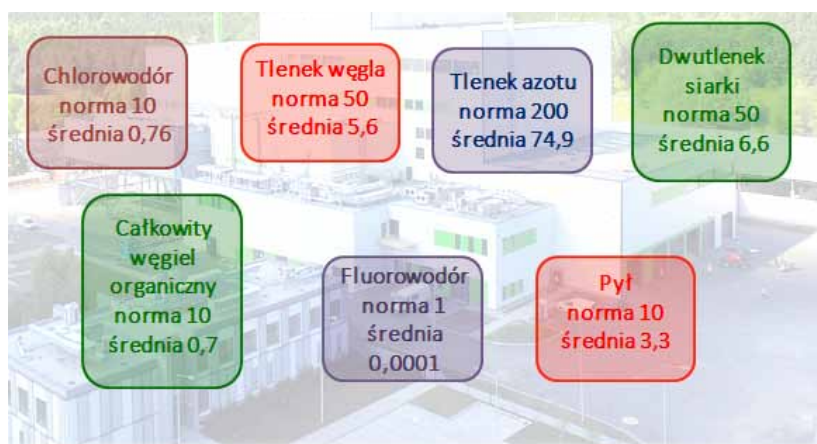 Chlorowodór
norma 10
średnia 0,76
Tlenek węgla
norma 50
średnia 5,6
Tlenek azotu
norma 200
średnia 74,9
Dwutlenek
siarki
norma 50
średnia 6,6
Całkowity
węgiel
organiczny
norma 10
średnia 0,7
Fluorowodór
norma 1
średnia
0,0001
Pył
norma 10
średnia 3,3